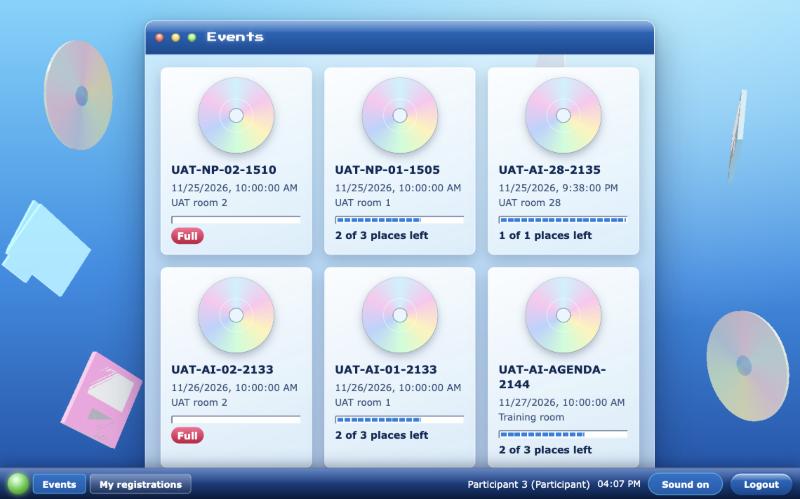 Events
UAT-NP-02-1510
11/25/2026, 10:00:00 AM
UAT room 2
Full
UAT-NP-01-1505
11/25/2026, 10:00:00 AM
UAT room 1
2 of 3 places left
UAT-AI-28-2135
11/25/2026, 9:38:00 PM
UAT room 28
1 of 1 places left
UAT-AI-02-2133
11/26/2026, 10:00:00 AM
UAT room 2
Full
UAT-AI-01-2133
11/26/2026, 10:00:00 AM
UAT room 1
2 of 3 places left
UAT-AI-AGENDA-
2144
11/27/2026, 10:00:00 AM
Training room
2 of 3 places left
Events
My registrations
Participant 3 (Participant)
04:07 PM
Sound on
Logout